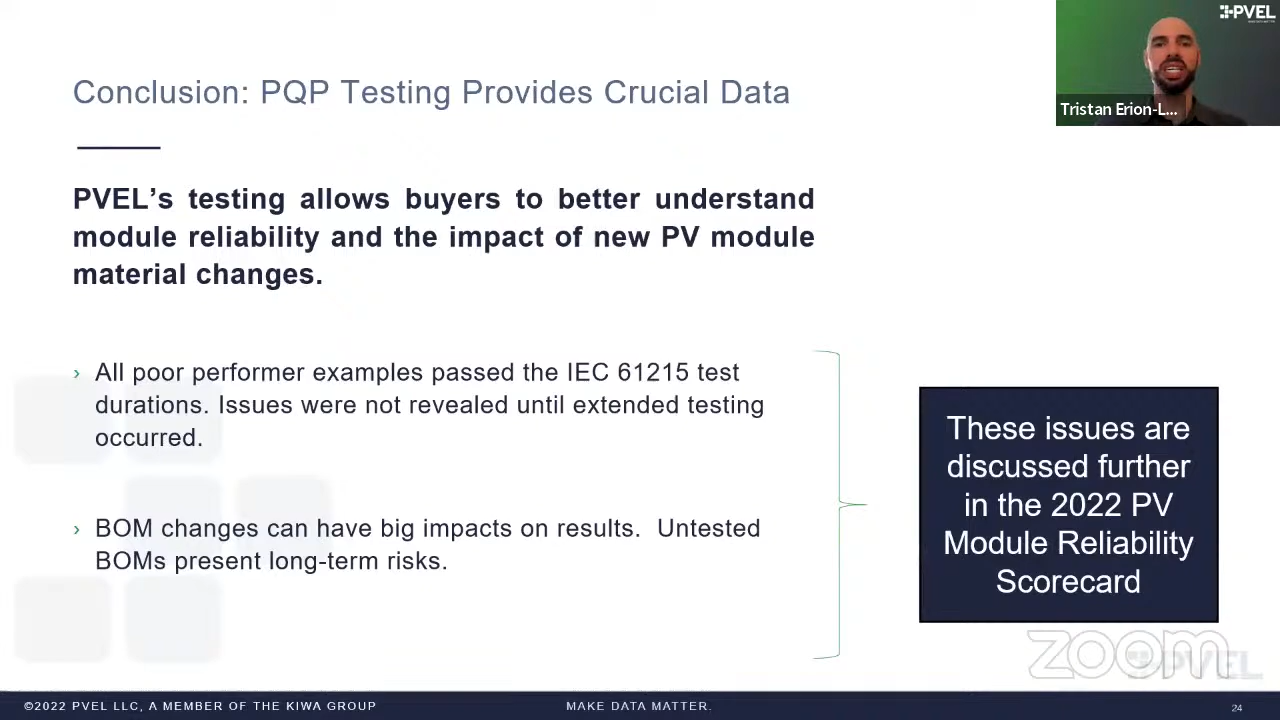 PVEL
Conclusion: PQP Testing Provides Crucial Data
Tristan Erion-L...
PVEL’s testing allows buyers to better understand
module reliability and the impact of new PV module
material changes.
› All poor performer examples passed the IEC 61215 test
durations. Issues were not revealed until extended testing
occurred.
› BOM changes can have big impacts on results.  Untested
BOMs present long-term risks.
These issues are
discussed further
in the 2022 PV
Module Reliability
Scorecard
zoom
PVEL
©2022 PVEL LLC, A MEMBER OF THE KIWA GROUP
MAKE DATA MATTER.
24